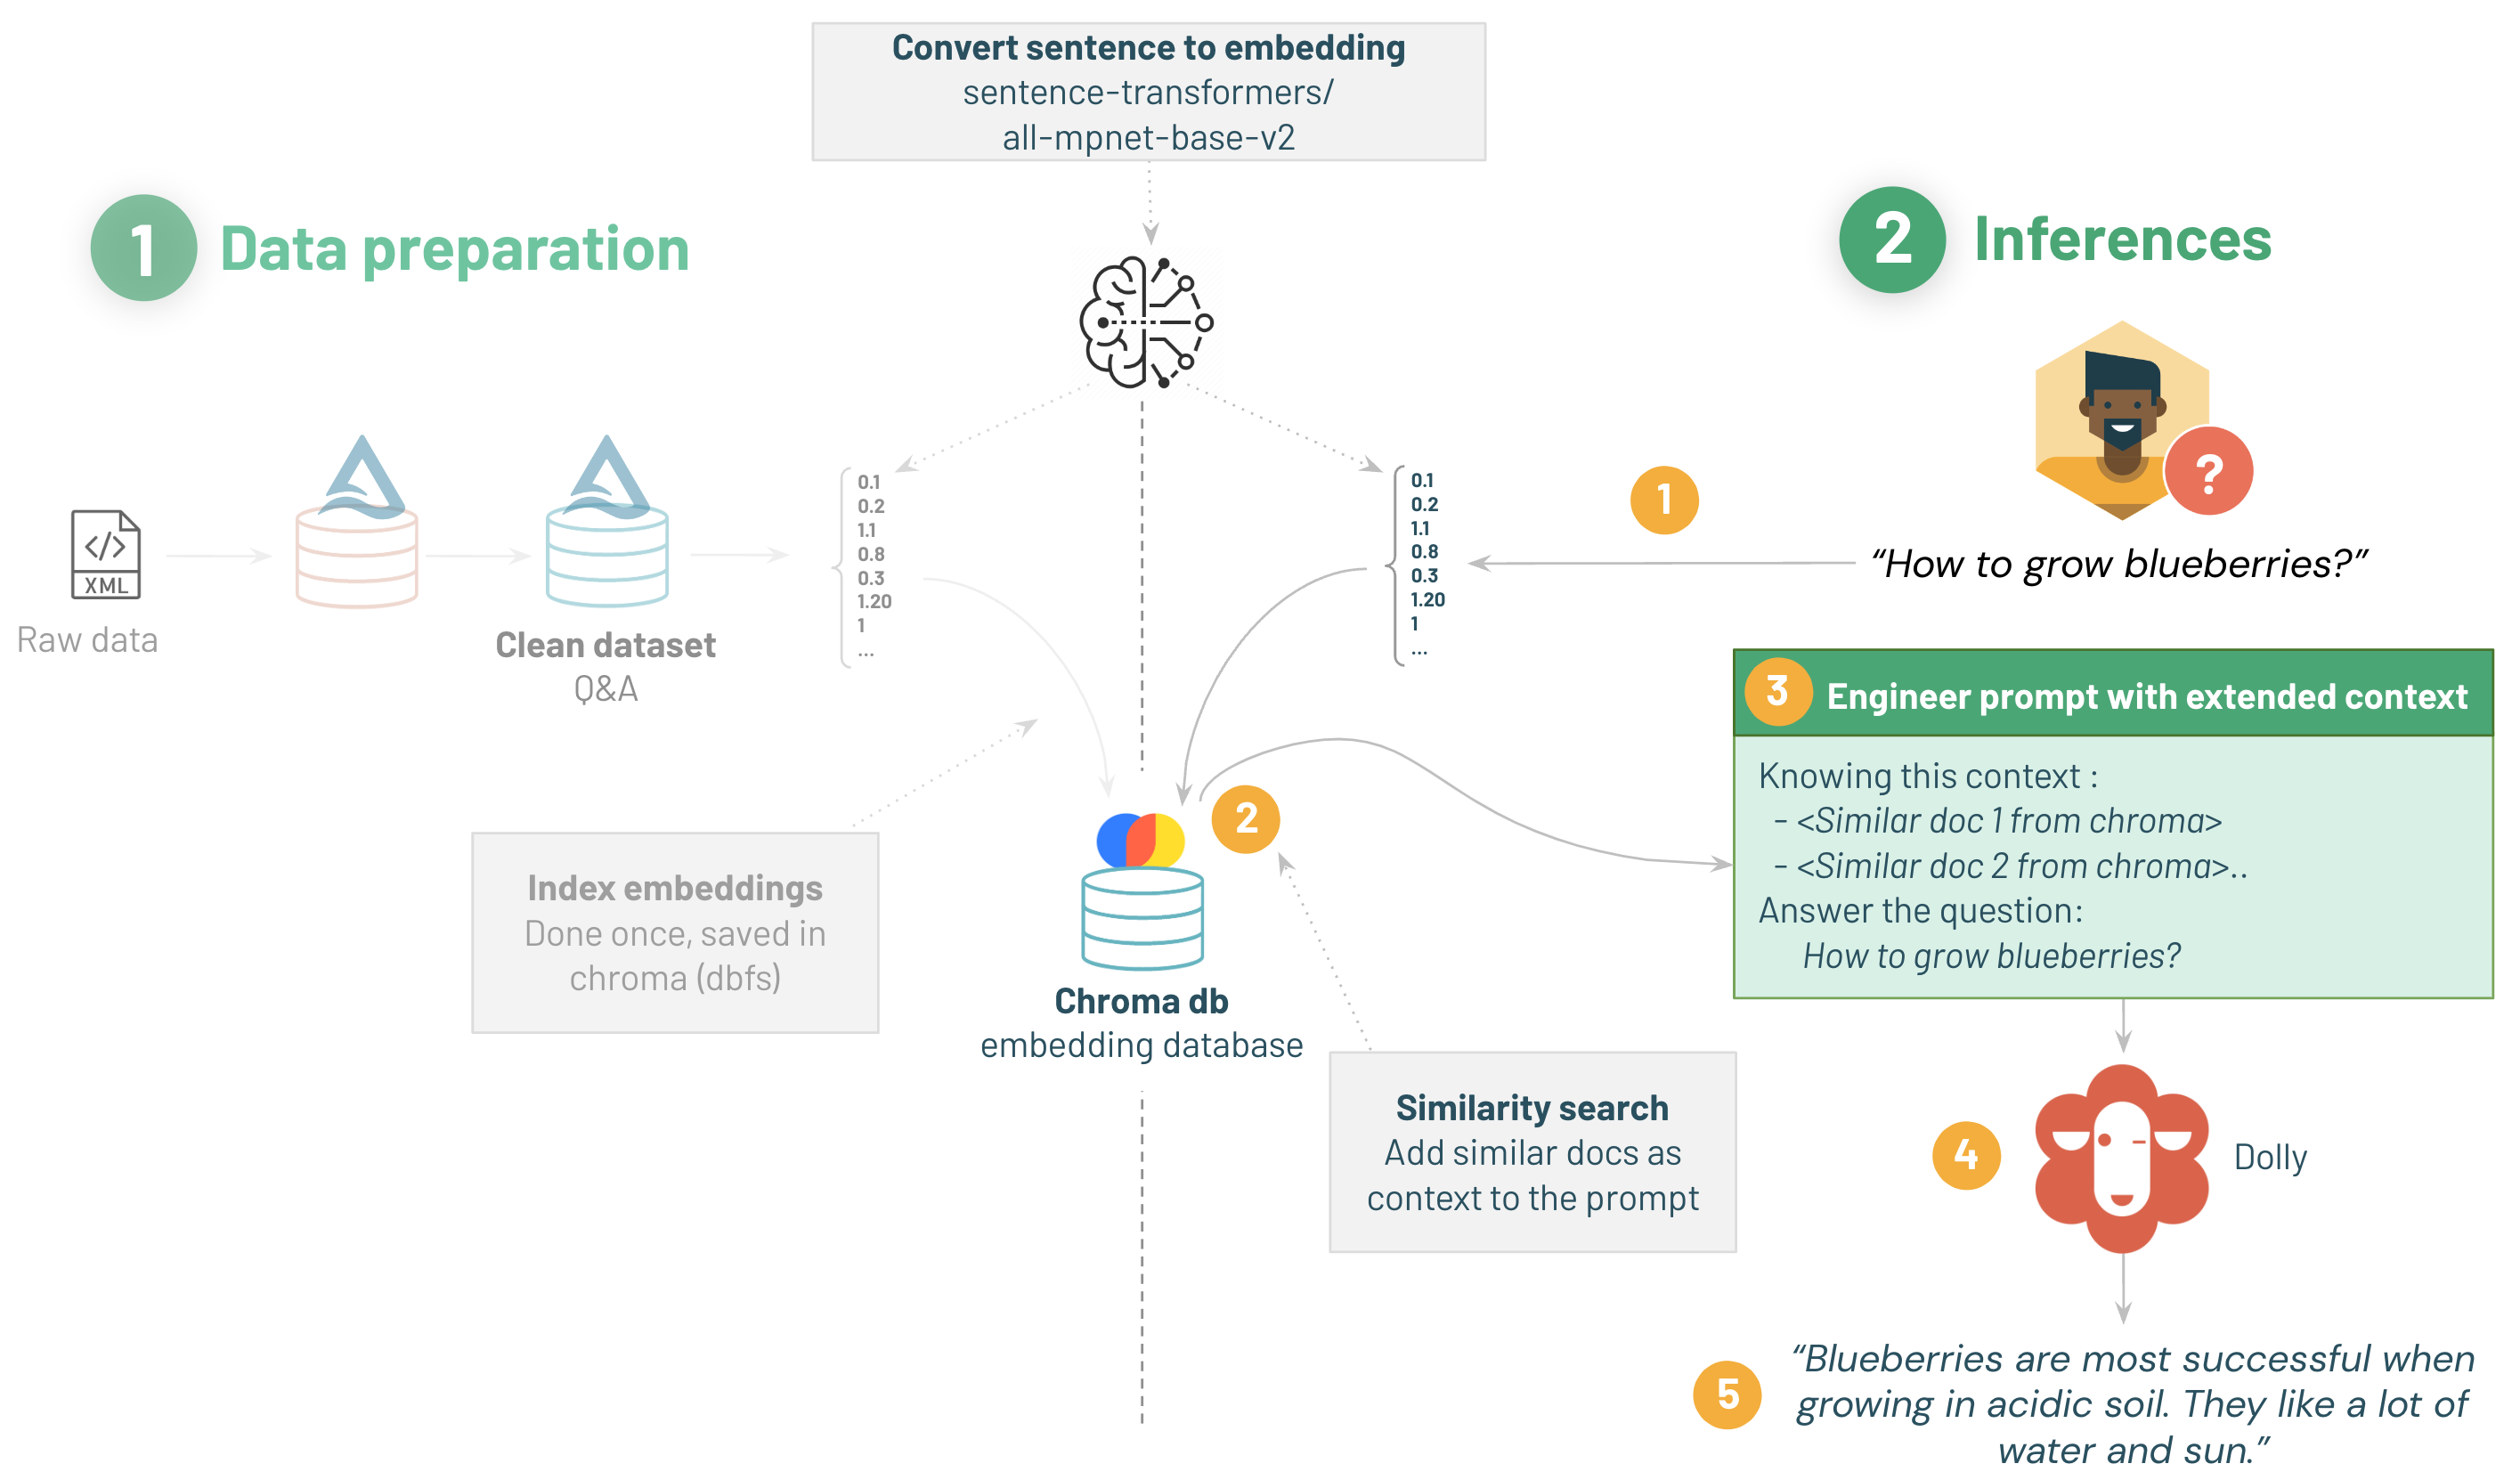 Convert sentence to embedding
sentence-transformers/
all-mpnet-base-v2
1 Data preparation
XML
Raw data
Clean dataset
Q&A
0.1
0.2
1.1
0.8
0.3
1.20
1
...
Index embeddings
Done once, saved in
chroma (dbfs)
Chroma db
embedding database
2 Inferences
?
“How to grow blueberries?”
1
0.1
0.2
1.1
0.8
0.3
1.20
1
...
2
Similarity search
Add similar docs as
context to the prompt
3 Engineer prompt with extended context
Knowing this context :
- <Similar doc 1 from chroma>
- <Similar doc 2 from chroma>..
Answer the question:
How to grow blueberries?
4
Dolly
5
“Blueberries are most successful when
growing in acidic soil. They like a lot of
water and sun.”